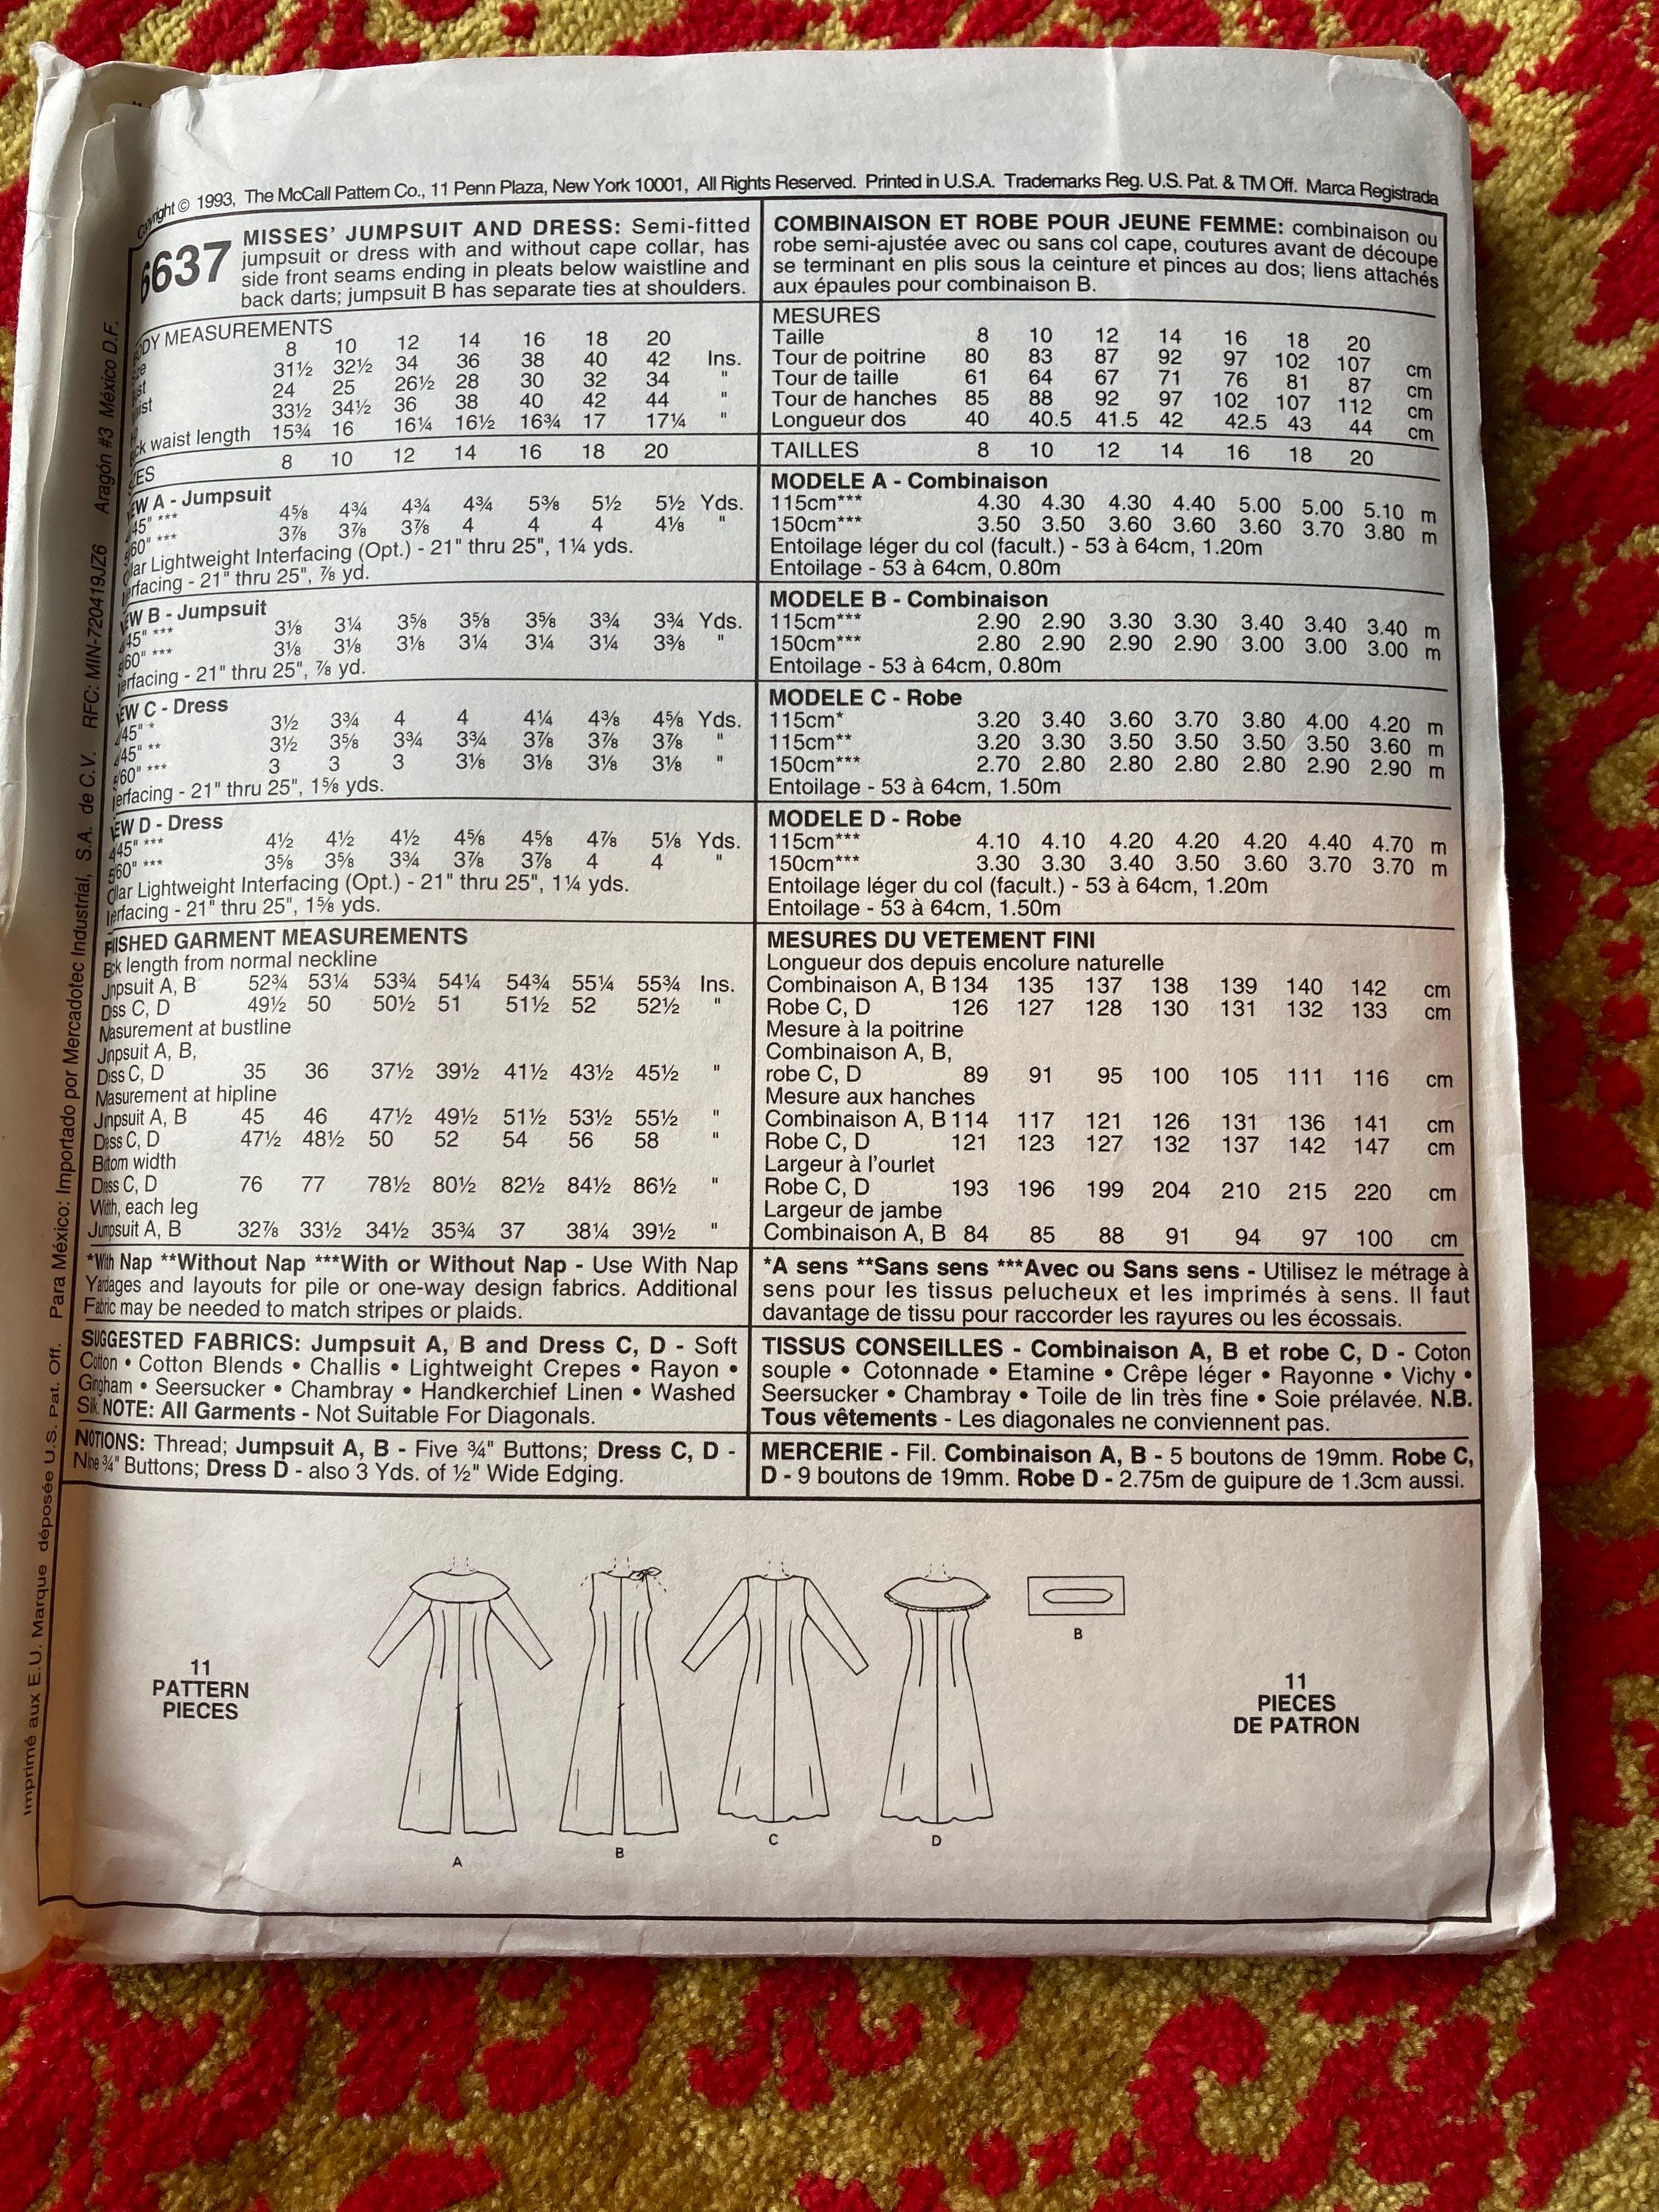 Copyright © 1993, The McCall Pattern Co., 11 Penn Plaza, New York 10001, All Rights Reserved. Printed in U.S.A. Trademarks Reg. U.S. Pat. & TM Off. Marca Registrada
6637
MISSES' JUMPSUIT AND DRESS: Semi-fitted
jumpsuit or dress with and without cape collar, has
side front seams ending in pleats below waistline and
back darts; jumpsuit B has separate ties at shoulders.
DY MEASUREMENTS
8 10 12 14 16 18 20
31½ 32½ 34 36 38 40 42 Ins.
24 25 26½ 28 30 32 34 "
33½ 34½ 36 38 40 42 44 "
ck waist length 15¾ 16 16¼ 16½ 16¾ 17 17¼ "
ES 8 10 12 14 16 18 20
EW A - Jumpsuit
45" *** 4⅝ 4¾ 4¾ 4¾ 5⅜ 5½ 5½ Yds.
60" *** 3⅞ 3⅞ 3⅞ 4 4 4 4⅛ "
llar Lightweight Interfacing (Opt.) - 21" thru 25", 1¼ yds.
erfacing - 21" thru 25", ⅞ yd.
EW B - Jumpsuit
45" *** 3⅛ 3¼ 3⅝ 3⅝ 3⅝ 3¾ 3¾ Yds.
60" *** 3⅛ 3⅛ 3⅛ 3¼ 3¼ 3¼ 3⅜ "
erfacing - 21" thru 25", ⅞ yd.
EW C - Dress
45" * 3½ 3¾ 4 4 4¼ 4⅜ 4⅝ Yds.
45" ** 3½ 3⅝ 3¾ 3¾ 3⅞ 3⅞ 3⅞ "
60" *** 3 3 3 3⅛ 3⅛ 3⅛ 3⅛ "
erfacing - 21" thru 25", 1⅝ yds.
EW D - Dress
45" *** 4½ 4½ 4½ 4⅝ 4⅝ 4⅞ 5⅛ Yds.
60" *** 3⅝ 3⅝ 3¾ 3⅞ 3⅞ 4 4 "
llar Lightweight Interfacing (Opt.) - 21" thru 25", 1¼ yds.
erfacing - 21" thru 25", 1⅝ yds.
FINISHED GARMENT MEASUREMENTS
Back length from normal neckline
Jumpsuit A, B 52¾ 53¼ 53¾ 54¼ 54¾ 55¼ 55¾ Ins.
Dress C, D 49½ 50 50½ 51 51½ 52 52½ "
Measurement at bustline
Jumpsuit A, B,
Dress C, D 35 36 37½ 39½ 41½ 43½ 45½ "
Measurement at hipline
Jumpsuit A, B 45 46 47½ 49½ 51½ 53½ 55½ "
Dress C, D 47½ 48½ 50 52 54 56 58 "
Bottom width
Dress C, D 76 77 78½ 80½ 82½ 84½ 86½ "
Width, each leg
Jumpsuit A, B 32⅞ 33½ 34½ 35¾ 37 38¼ 39½ "
*With Nap **Without Nap ***With or Without Nap - Use With Nap
Yardages and layouts for pile or one-way design fabrics. Additional
Fabric may be needed to match stripes or plaids.
SUGGESTED FABRICS: Jumpsuit A, B and Dress C, D - Soft
Cotton • Cotton Blends • Challis • Lightweight Crepes • Rayon •
Gingham • Seersucker • Chambray • Handkerchief Linen • Washed
Silk. NOTE: All Garments - Not Suitable For Diagonals.
NOTIONS: Thread; Jumpsuit A, B - Five ¾" Buttons; Dress C, D -
Nine ¾" Buttons; Dress D - also 3 Yds. of ½" Wide Edging.
COMBINAISON ET ROBE POUR JEUNE FEMME: combinaison ou
robe semi-ajustée avec ou sans col cape, coutures avant de découpe
se terminant en plis sous la ceinture et pinces au dos; liens attachés
aux épaules pour combinaison B.
MESURES
Taille 8 10 12 14 16 18 20
Tour de poitrine 80 83 87 92 97 102 107 cm
Tour de taille 61 64 67 71 76 81 87 cm
Tour de hanches 85 88 92 97 102 107 112 cm
Longueur dos 40 40.5 41.5 42 42.5 43 44 cm
TAILLES 8 10 12 14 16 18 20
MODELE A - Combinaison
115cm*** 4.30 4.30 4.30 4.40 5.00 5.00 5.10 m
150cm*** 3.50 3.50 3.60 3.60 3.60 3.70 3.80 m
Entoilage léger du col (facult.) - 53 à 64cm, 1.20m
Entoilage - 53 à 64cm, 0.80m
MODELE B - Combinaison
115cm*** 2.90 2.90 3.30 3.30 3.40 3.40 3.40 m
150cm*** 2.80 2.90 2.90 2.90 3.00 3.00 3.00 m
Entoilage - 53 à 64cm, 0.80m
MODELE C - Robe
115cm* 3.20 3.40 3.60 3.70 3.80 4.00 4.20 m
115cm** 3.20 3.30 3.50 3.50 3.50 3.50 3.60 m
150cm*** 2.70 2.80 2.80 2.80 2.80 2.90 2.90 m
Entoilage - 53 à 64cm, 1.50m
MODELE D - Robe
115cm*** 4.10 4.10 4.20 4.20 4.20 4.40 4.70 m
150cm*** 3.30 3.30 3.40 3.50 3.60 3.70 3.70 m
Entoilage léger du col (facult.) - 53 à 64cm, 1.20m
Entoilage - 53 à 64cm, 1.50m
MESURES DU VETEMENT FINI
Longueur dos depuis encolure naturelle
Combinaison A, B 134 135 137 138 139 140 142 cm
Robe C, D 126 127 128 130 131 132 133 cm
Mesure à la poitrine
Combinaison A, B,
robe C, D 89 91 95 100 105 111 116 cm
Mesure aux hanches
Combinaison A, B 114 117 121 126 131 136 141 cm
Robe C, D 121 123 127 132 137 142 147 cm
Largeur à l'ourlet
Robe C, D 193 196 199 204 210 215 220 cm
Largeur de jambe
Combinaison A, B 84 85 88 91 94 97 100 cm
*A sens **Sans sens ***Avec ou Sans sens - Utilisez le métrage à
sens pour les tissus pelucheux et les imprimés à sens. Il faut
davantage de tissu pour raccorder les rayures ou les écossais.
TISSUS CONSEILLES - Combinaison A, B et robe C, D - Coton
souple • Cotonnade • Etamine • Crêpe léger • Rayonne • Vichy •
Seersucker • Chambray • Toile de lin très fine • Soie prélavée. N.B.
Tous vêtements - Les diagonales ne conviennent pas.
MERCERIE - Fil. Combinaison A, B - 5 boutons de 19mm. Robe C,
D - 9 boutons de 19mm. Robe D - 2.75m de guipure de 1.3cm aussi.
11
PATTERN
PIECES
A
B
C
D
B
11
PIECES
DE PATRON
Imprimé aux E.U. Marque déposée U.S. Pat. Off. Para México: Importado por Mercadotec Industrial, S.A. de C.V. RFC: MIN-720419JZ6 Aragón #3 México D.F.